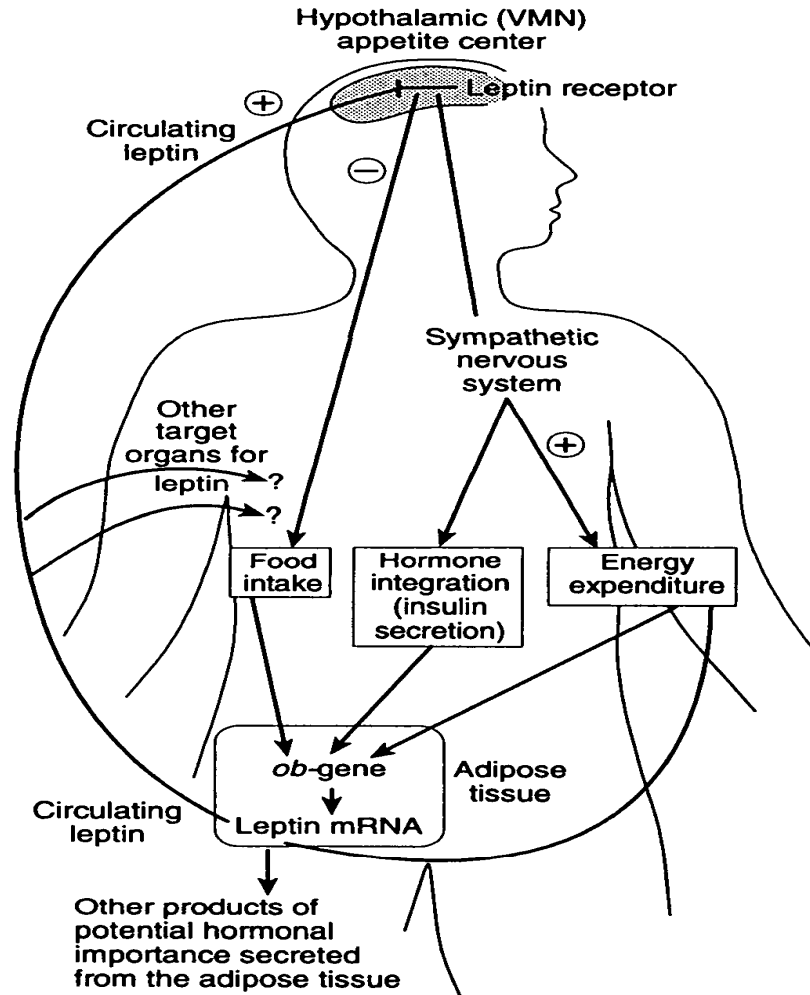 Hypothalamic (VMN)
appetite center
Leptin receptor
+
Circulating
leptin
−
Sympathetic
nervous
system
+
Other
target
organs for
leptin
?
?
Food
intake
Hormone
integration
(insulin
secretion)
Energy
expenditure
ob-gene
Leptin mRNA
Adipose
tissue
Circulating
leptin
Other products of
potential hormonal
importance secreted
from the adipose tissue